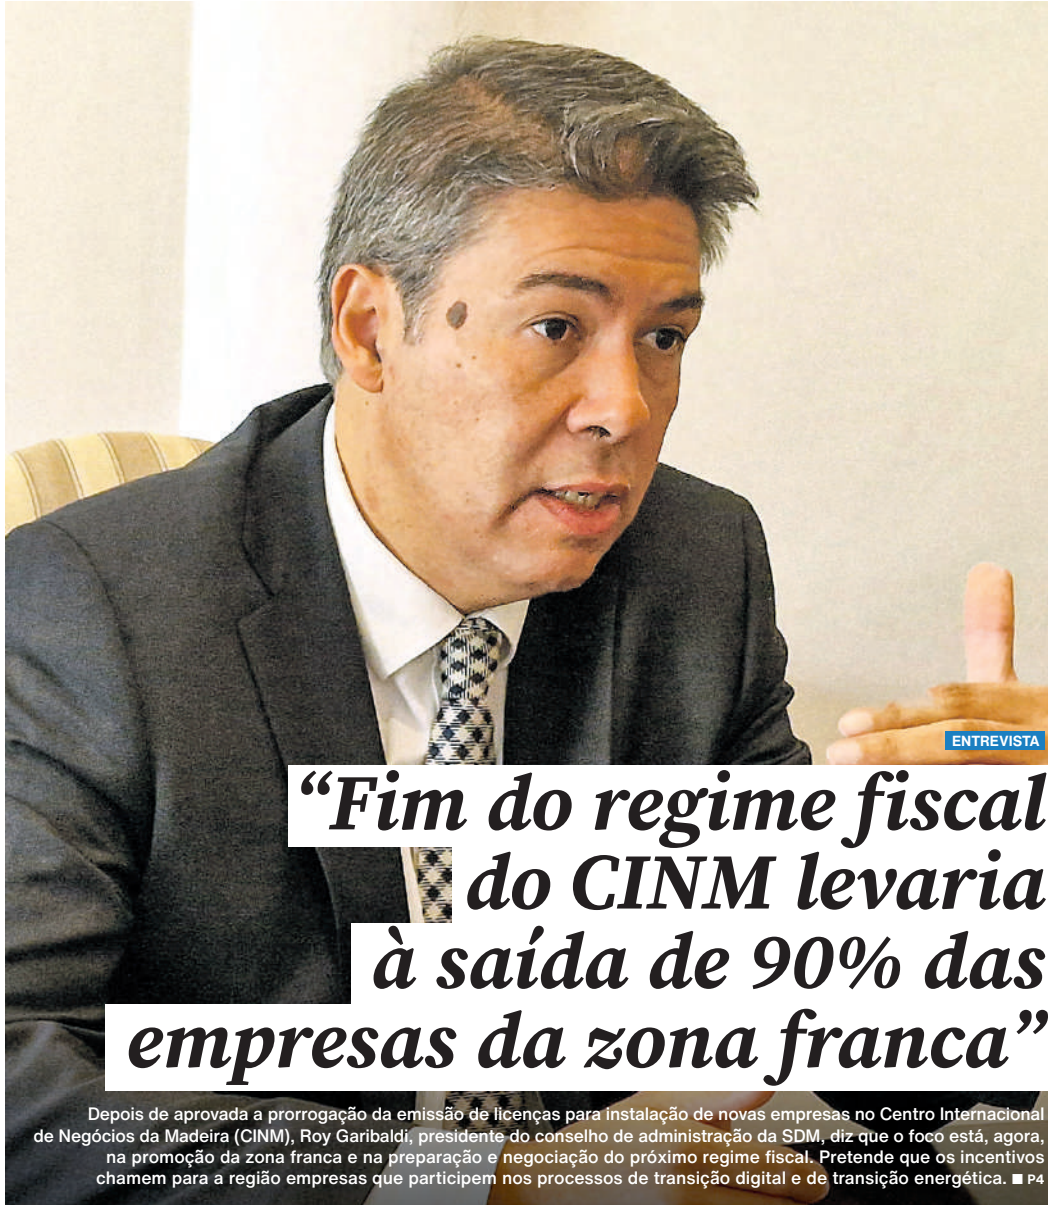 ENTREVISTA
“Fim do regime fiscal
do CINM levaria
à saída de 90% das
empresas da zona franca”
Depois de aprovada a prorrogação da emissão de licenças para instalação de novas empresas no Centro Internacional
de Negócios da Madeira (CINM), Roy Garibaldi, presidente do conselho de administração da SDM, diz que o foco está, agora,
na promoção da zona franca e na preparação e negociação do próximo regime fiscal. Pretende que os incentivos
chamem para a região empresas que participem nos processos de transição digital e de transição energética. ■ P4